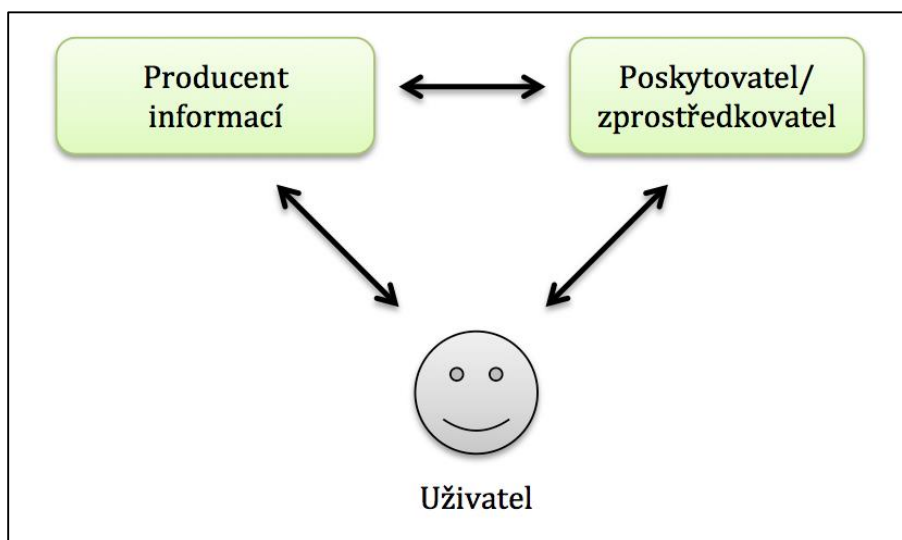 Producent
informací
Poskytovatel/
zprostředkovatel
Uživatel